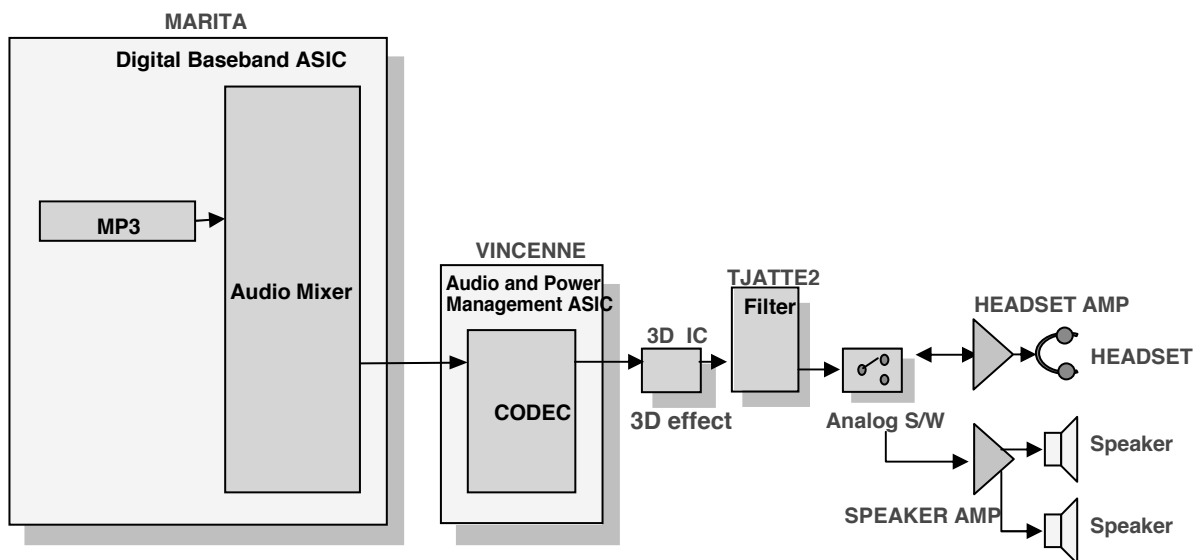 MARITA
Digital Baseband ASIC
MP3
Audio Mixer
VINCENNE
Audio and Power
Management ASIC
CODEC
3D IC
3D effect
TJATTE2
Filter
Analog S/W
HEADSET AMP
HEADSET
SPEAKER AMP
Speaker
Speaker